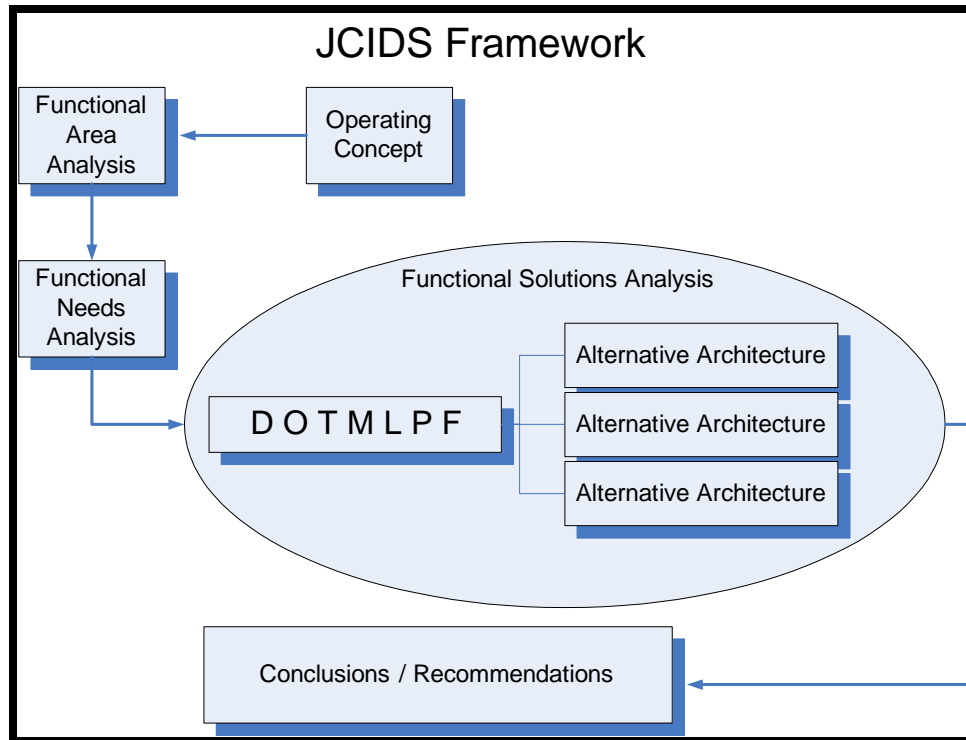 JCIDS Framework
Functional
Area
Analysis
Operating
Concept
Functional
Needs
Analysis
Functional Solutions Analysis
D O T M L P F
Alternative Architecture
Alternative Architecture
Alternative Architecture
Conclusions / Recommendations